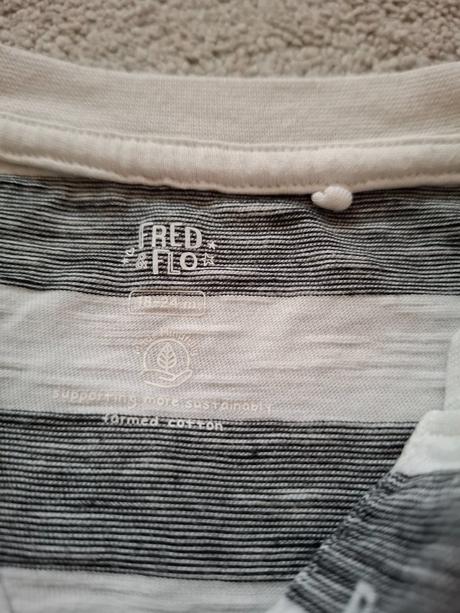 FRED
& FLO
18-24 m
supporting more sustainably
farmed cotton